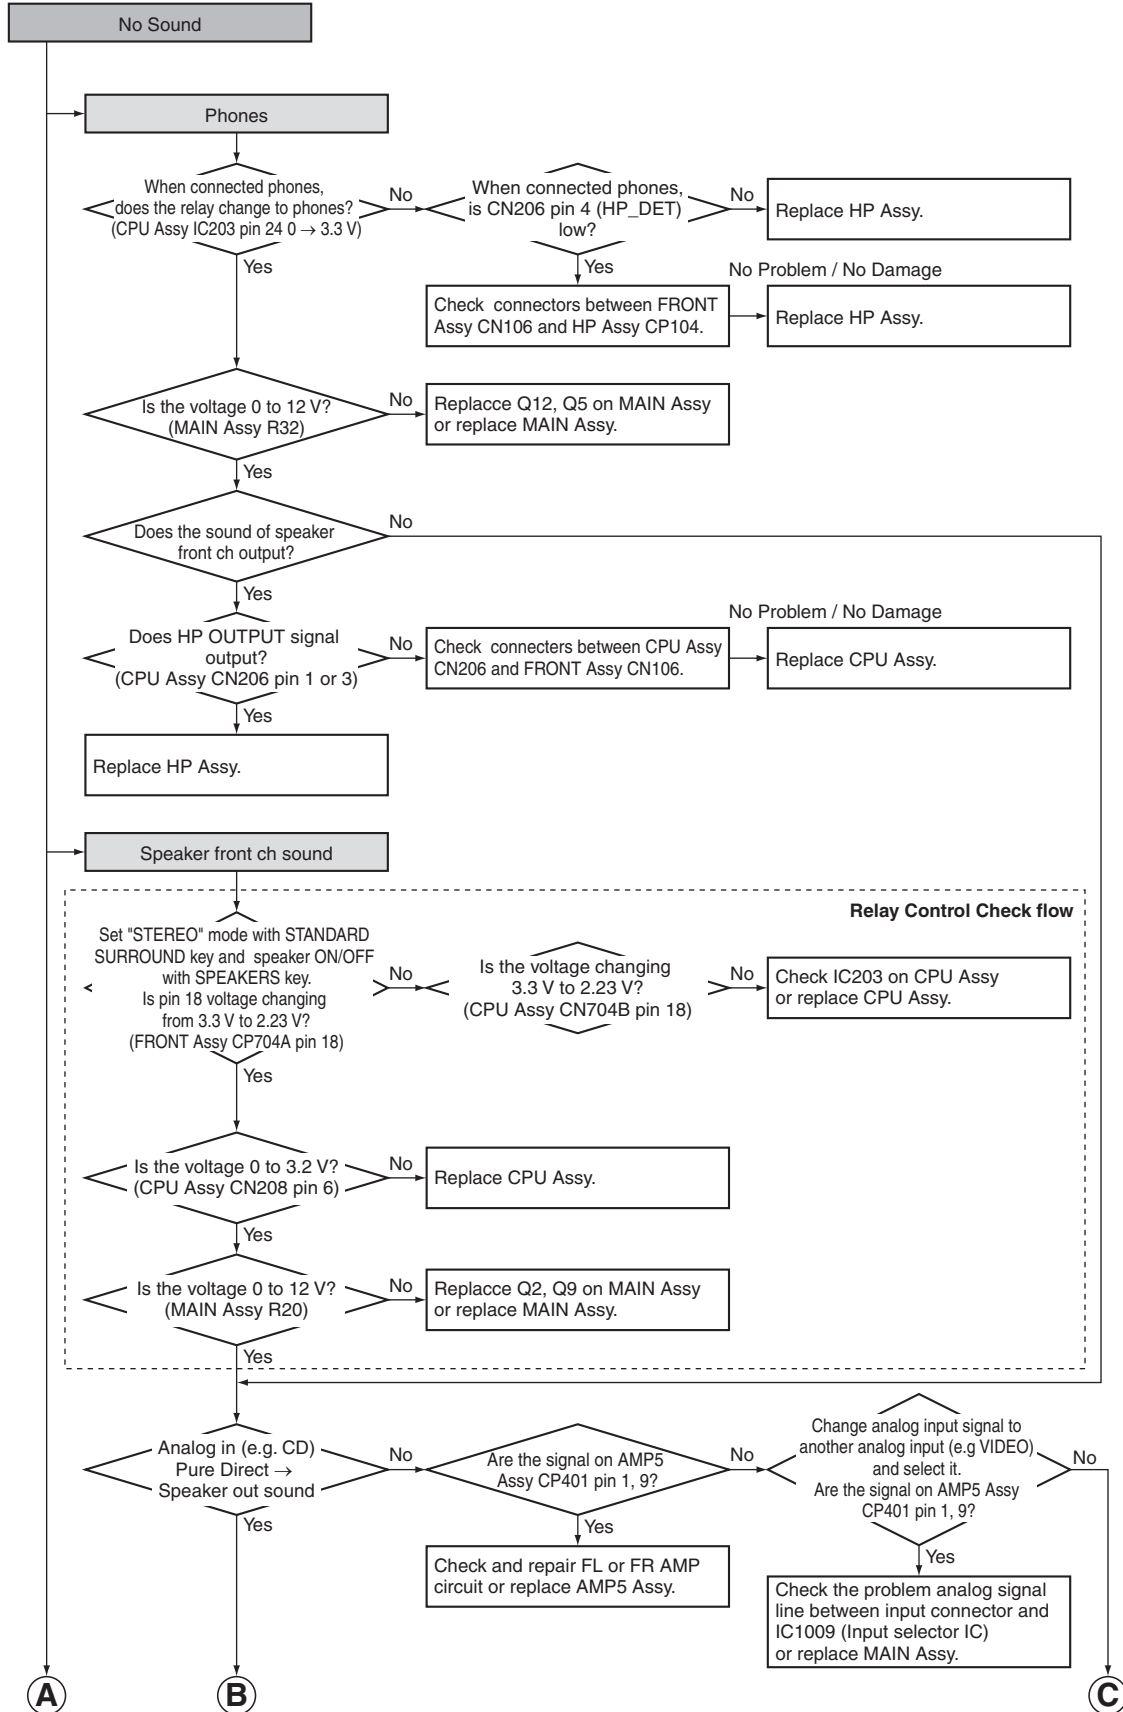 No Sound
Phones
When connected phones,
does the relay change to phones?
(CPU Assy IC203 pin 24 0 → 3.3 V)
No
When connected phones,
is CN206 pin 4 (HP_DET)
low?
No
Replace HP Assy.
Yes
Yes
No Problem / No Damage
Check  connectors between FRONT
Assy CN106 and HP Assy CP104.
Replace HP Assy.
Is the voltage 0 to 12 V?
(MAIN Assy R32)
No
Replacce Q12, Q5 on MAIN Assy
or replace MAIN Assy.
Yes
Does the sound of speaker
front ch output?
No
Yes
Does HP OUTPUT signal
output?
(CPU Assy CN206 pin 1 or 3)
No
Check  connecters between CPU Assy
CN206 and FRONT Assy CN106.
No Problem / No Damage
Replace CPU Assy.
Yes
Replace HP Assy.
Speaker front ch sound
Relay Control Check flow
Set "STEREO" mode with STANDARD
SURROUND key and  speaker ON/OFF
with SPEAKERS key.
Is pin 18 voltage changing
from 3.3 V to 2.23 V?
(FRONT Assy CP704A pin 18)
No
Is the voltage changing
3.3 V to 2.23 V?
(CPU Assy CN704B pin 18)
No
Check IC203 on CPU Assy
or replace CPU Assy.
Yes
Is the voltage 0 to 3.2 V?
(CPU Assy CN208 pin 6)
No
Replace CPU Assy.
Yes
Is the voltage 0 to 12 V?
(MAIN Assy R20)
No
Replacce Q2, Q9 on MAIN Assy
or replace MAIN Assy.
Yes
Analog in (e.g. CD)
Pure Direct →
Speaker out sound
No
Are the signal on AMP5
Assy CP401 pin 1, 9?
No
Change analog input signal to
another analog input (e.g VIDEO)
and select it.
Are the signal on AMP5 Assy
CP401 pin 1, 9?
No
Yes
Yes
Check and repair FL or FR AMP
circuit or replace AMP5 Assy.
Yes
Check the problem analog signal
line between input connector and
IC1009 (Input selector IC)
or replace MAIN Assy.
A
B
C